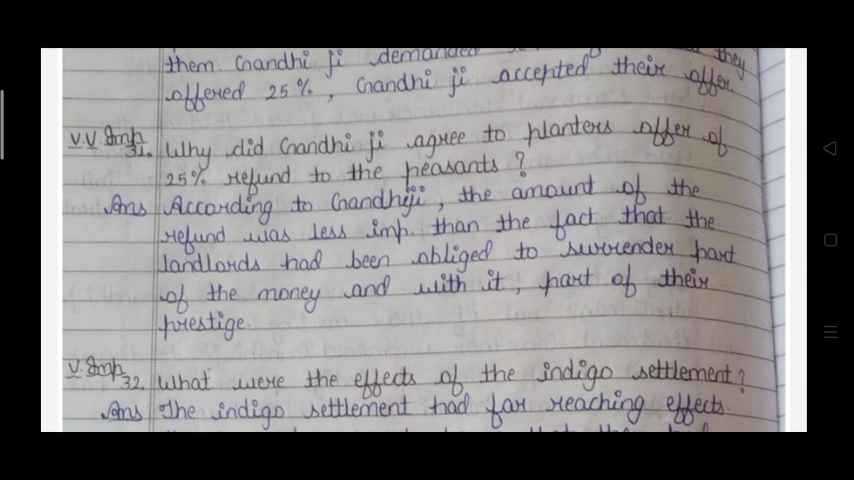 them. Gandhi ji demanded they
offered 25%, Gandhi ji accepted their offer.
V.V Imp
31. Why did Gandhi ji agree to planters offer of
25% refund to the peasants?
Ans According to Gandhiji, the amount of the
refund was less imp. than the fact that the
landlords had been obliged to surrender part
of the money and with it, part of their
prestige.
V. Imp
32. What were the effects of the indigo settlement?
Ans The indigo settlement had far reaching effects.